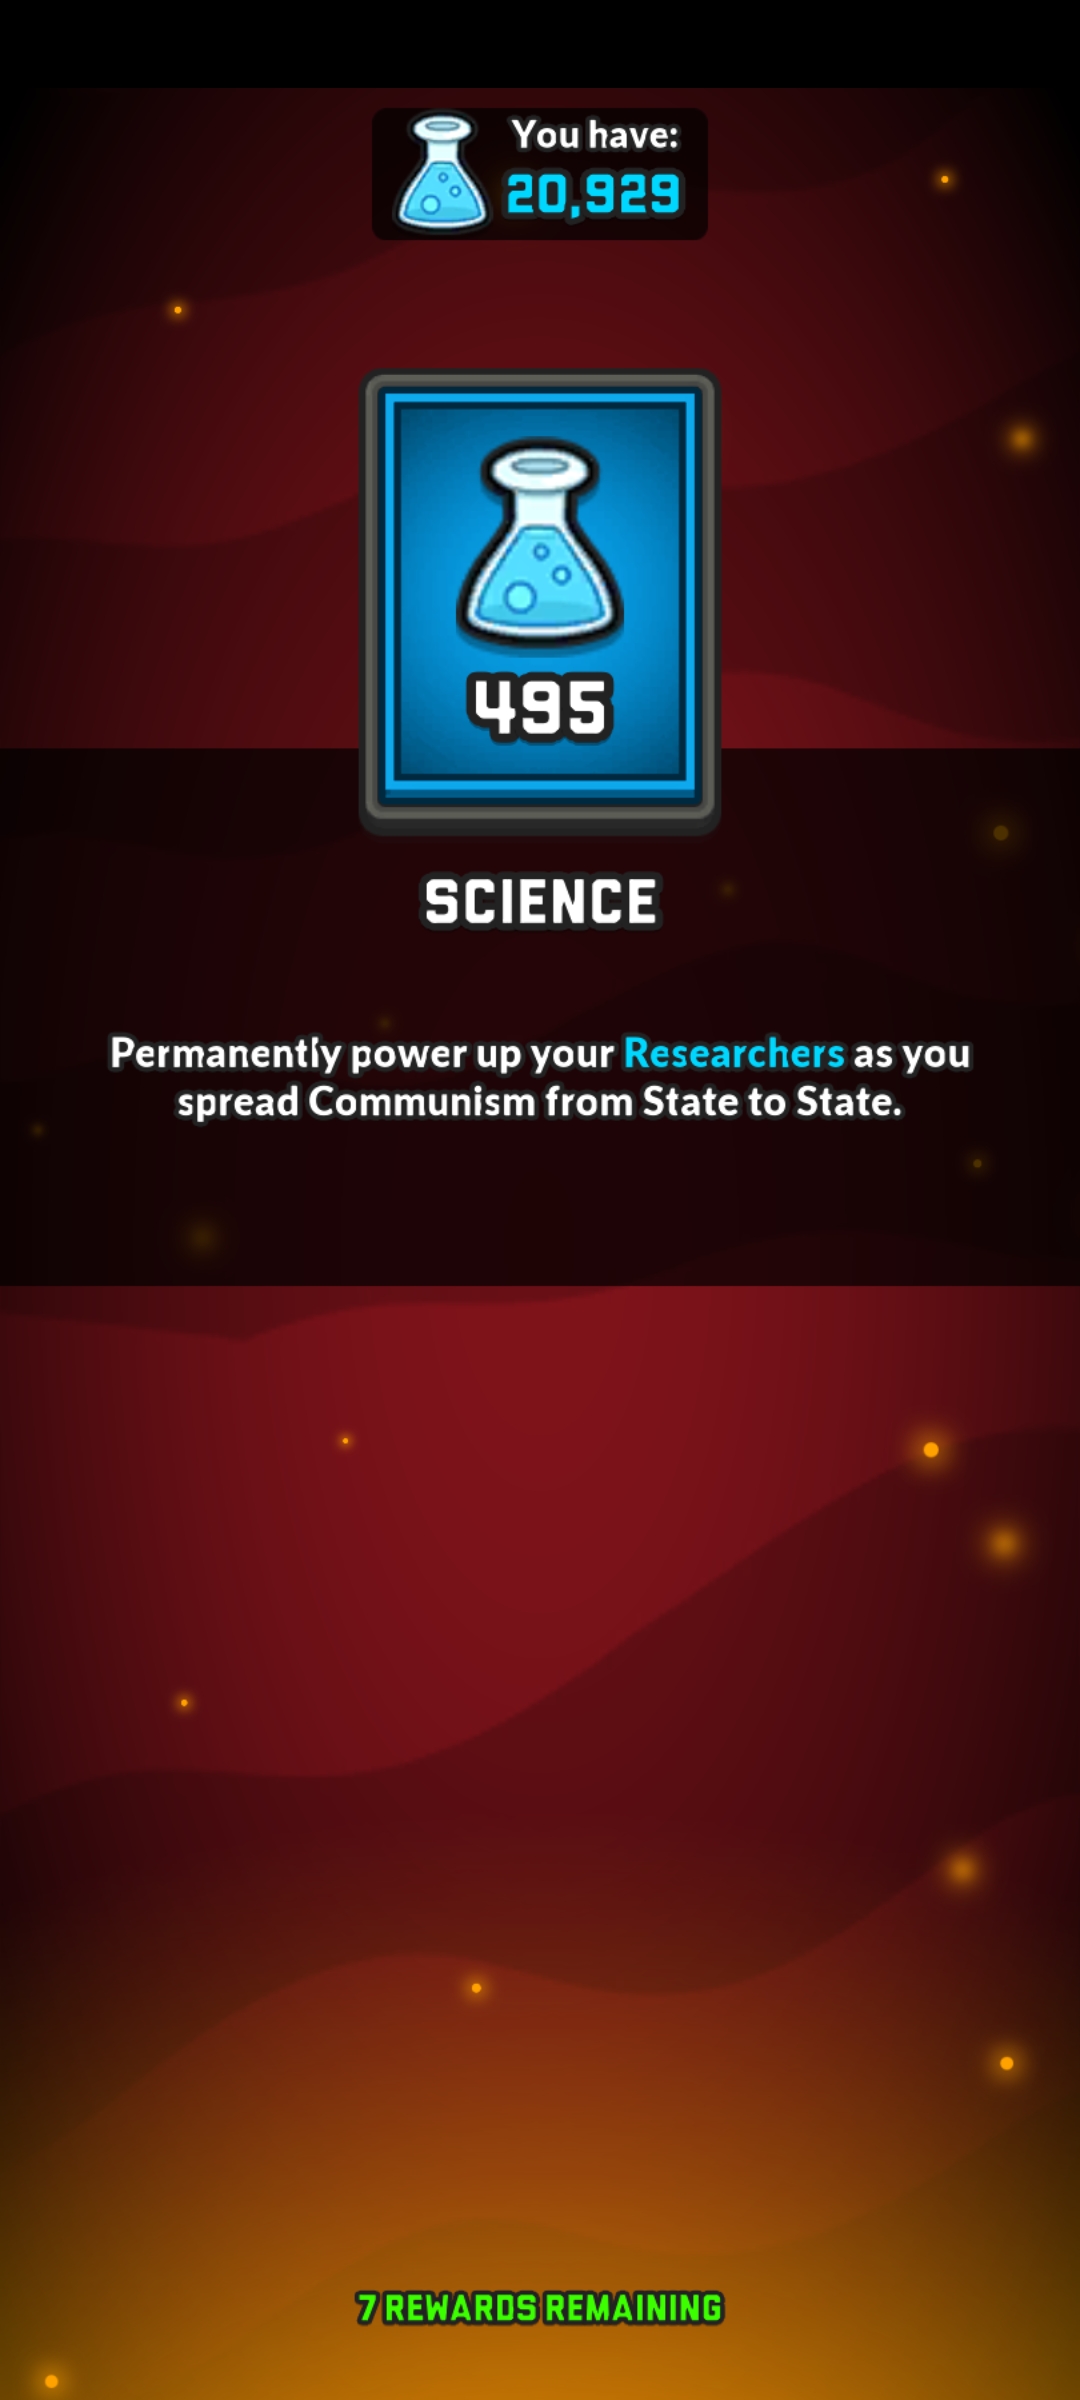 You have:
20,929
495
SCIENCE
Permanently power up your Researchers as you
spread Communism from State to State.
7 REWARDS REMAINING